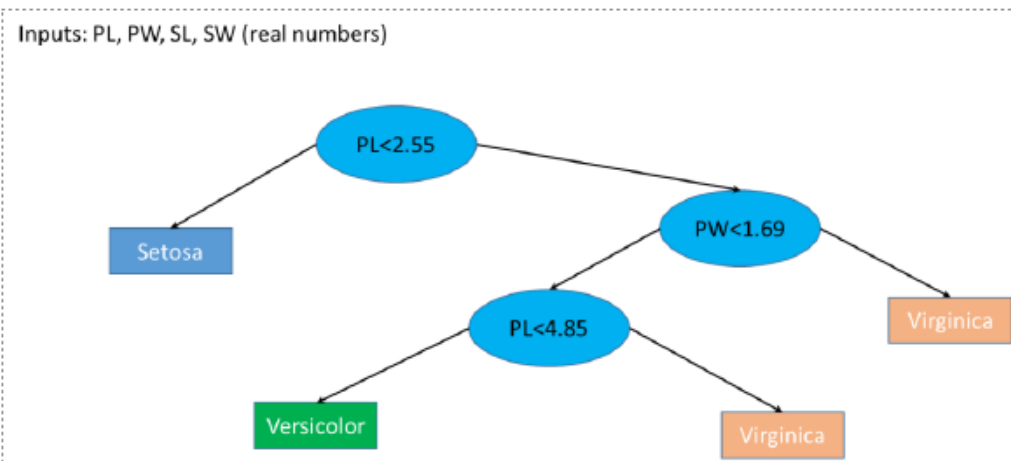 Inputs: PL, PW, SL, SW (real numbers)
PL<2.55
Setosa
PW<1.69
PL<4.85
Virginica
Versicolor
Virginica